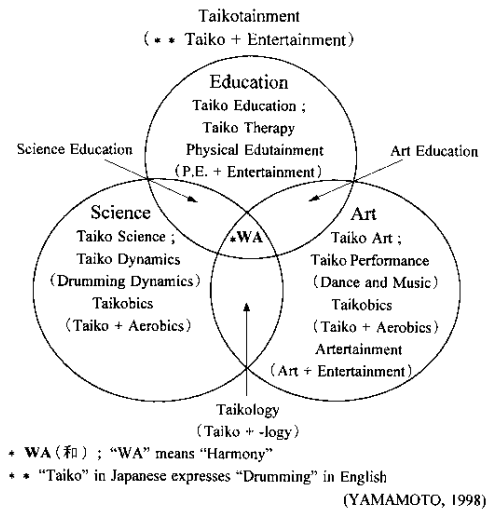 Taikotainment
(** Taiko + Entertainment)
Education
Taiko Education ;
Taiko Therapy
Physical Edutainment
(P.E. + Entertainment)
Science Education
Art Education
Science
Taiko Science ;
Taiko Dynamics
(Drumming Dynamics)
Taikobics
(Taiko + Aerobics)
*WA
Art
Taiko Art ;
Taiko Performance
(Dance and Music)
Taikobics
(Taiko + Aerobics)
Artertainment
(Art + Entertainment)
Taikology
(Taiko + -logy)
* WA(和) ; “WA” means “Harmony”
** “Taiko” in Japanese expresses “Drumming” in English
(YAMAMOTO, 1998)